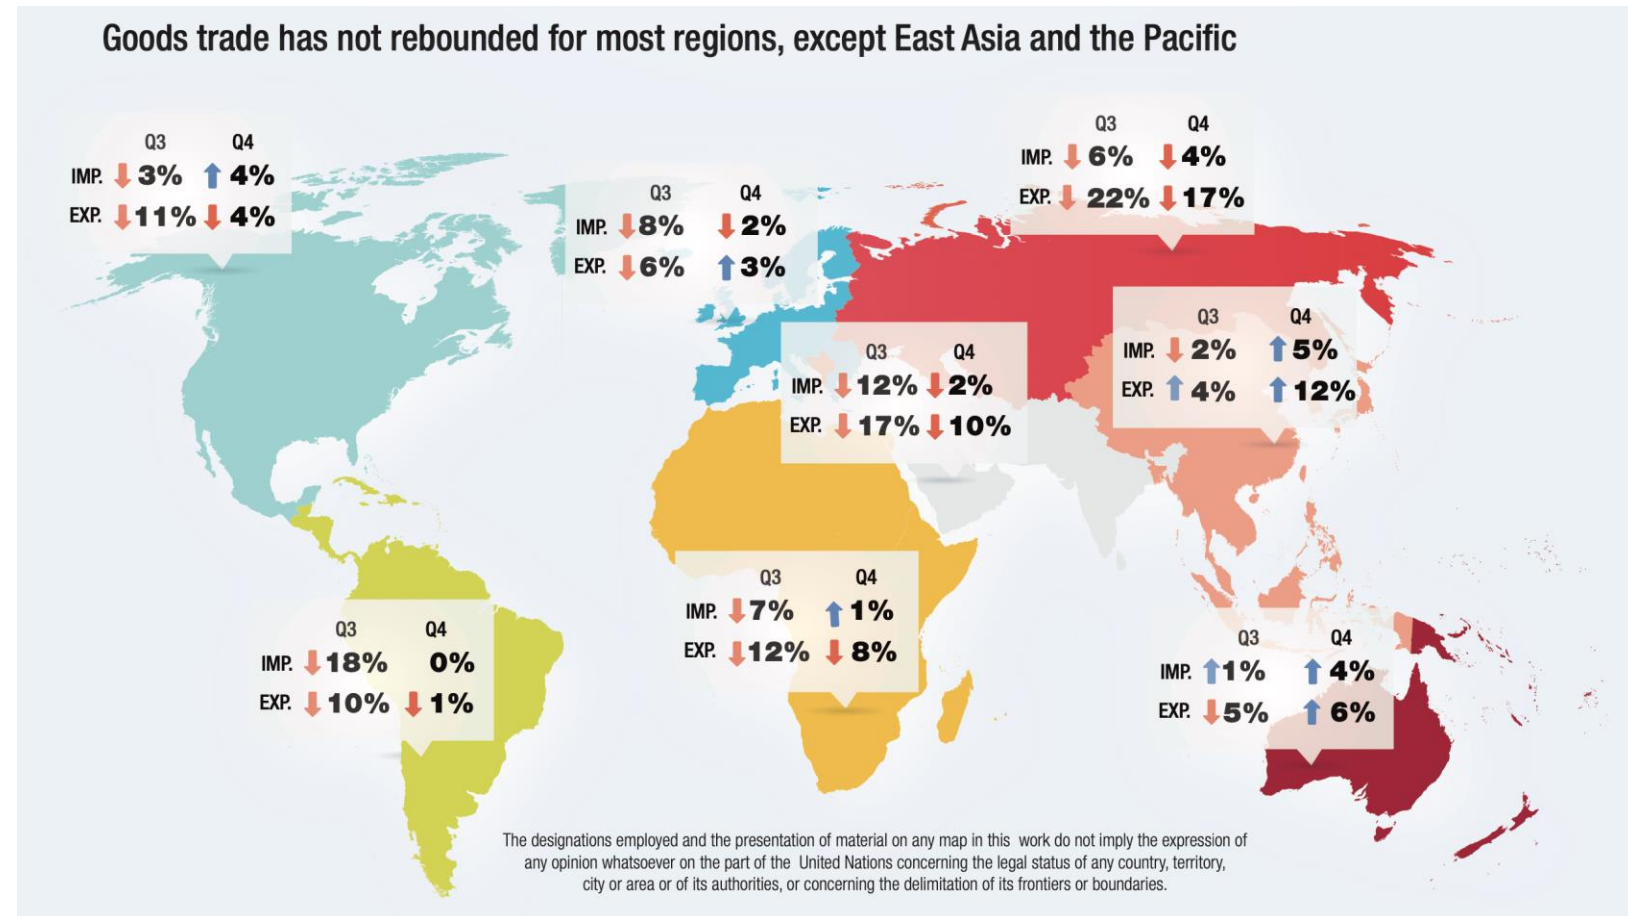 Goods trade has not rebounded for most regions, except East Asia and the Pacific
Q3 Q4
IMP. 3% 4%
EXP. 11% 4%
Q3 Q4
IMP. 8% 2%
EXP. 6% 3%
Q3 Q4
IMP. 6% 4%
EXP. 22% 17%
Q3 Q4
IMP. 12% 2%
EXP. 17% 10%
Q3 Q4
IMP. 2% 5%
EXP. 4% 12%
Q3 Q4
IMP. 18% 0%
EXP. 10% 1%
Q3 Q4
IMP. 7% 1%
EXP. 12% 8%
Q3 Q4
IMP. 1% 4%
EXP. 5% 6%
The designations employed and the presentation of material on any map in this work do not imply the expression of
any opinion whatsoever on the part of the United Nations concerning the legal status of any country, territory,
city or area or of its authorities, or concerning the delimitation of its frontiers or boundaries.